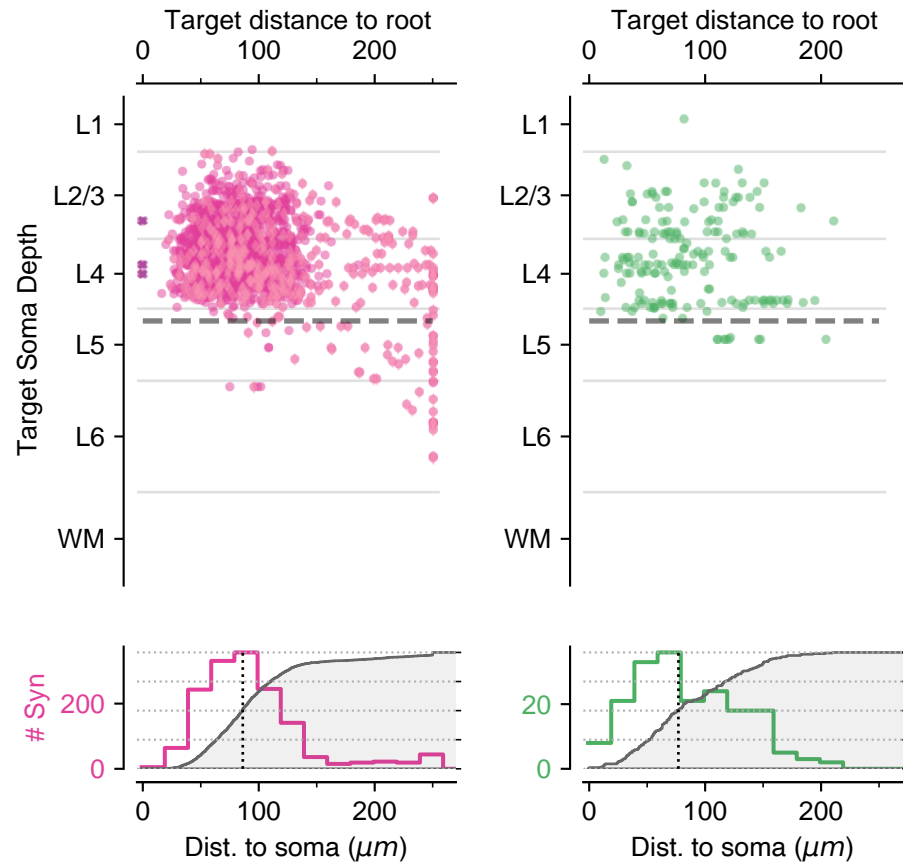 Target distance to root
Target distance to root
0 100 200
0 100 200
L1
L1
L2/3
L2/3
L4
L4
L5
L5
L6
L6
WM
WM
Target Soma Depth
# Syn
200
0
20
0
0 100 200
0 100 200
Dist. to soma (μm)
Dist. to soma (μm)